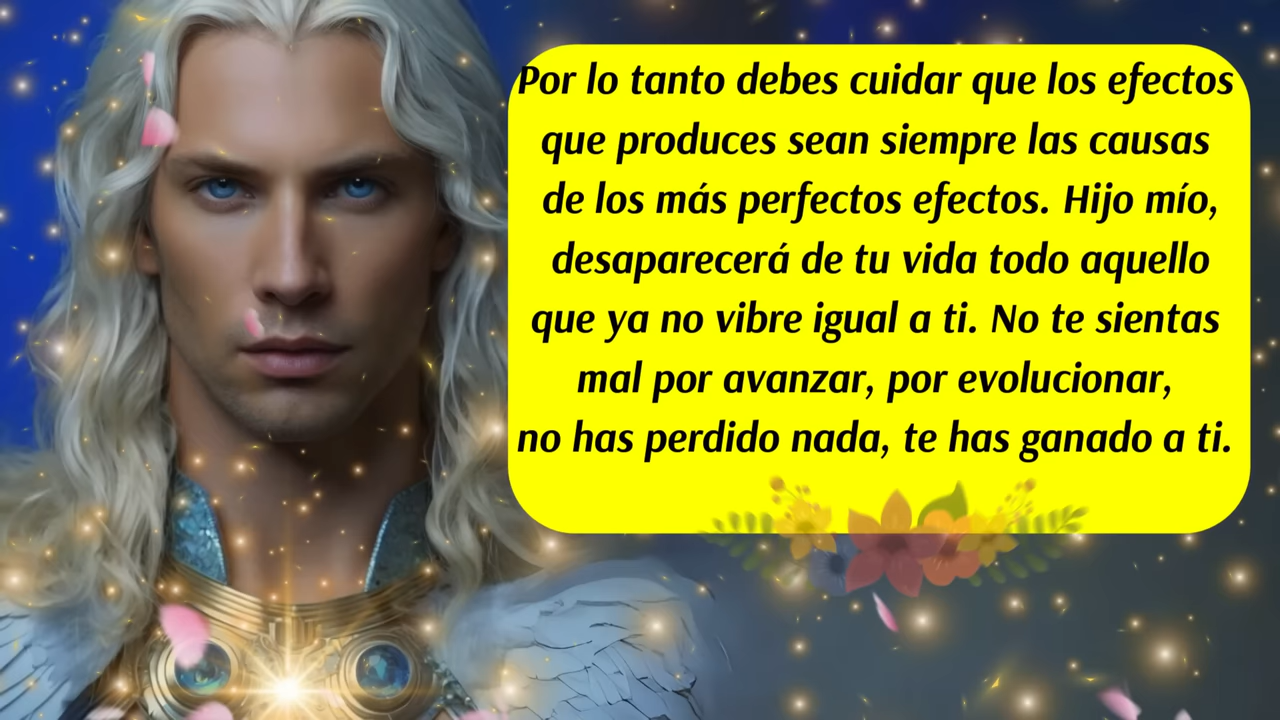 Por lo tanto debes cuidar que los efectos
que produces sean siempre las causas
de los más perfectos efectos. Hijo mío,
desaparecerá de tu vida todo aquello
que ya no vibre igual a ti. No te sientas
mal por avanzar, por evolucionar,
no has perdido nada, te has ganado a ti.